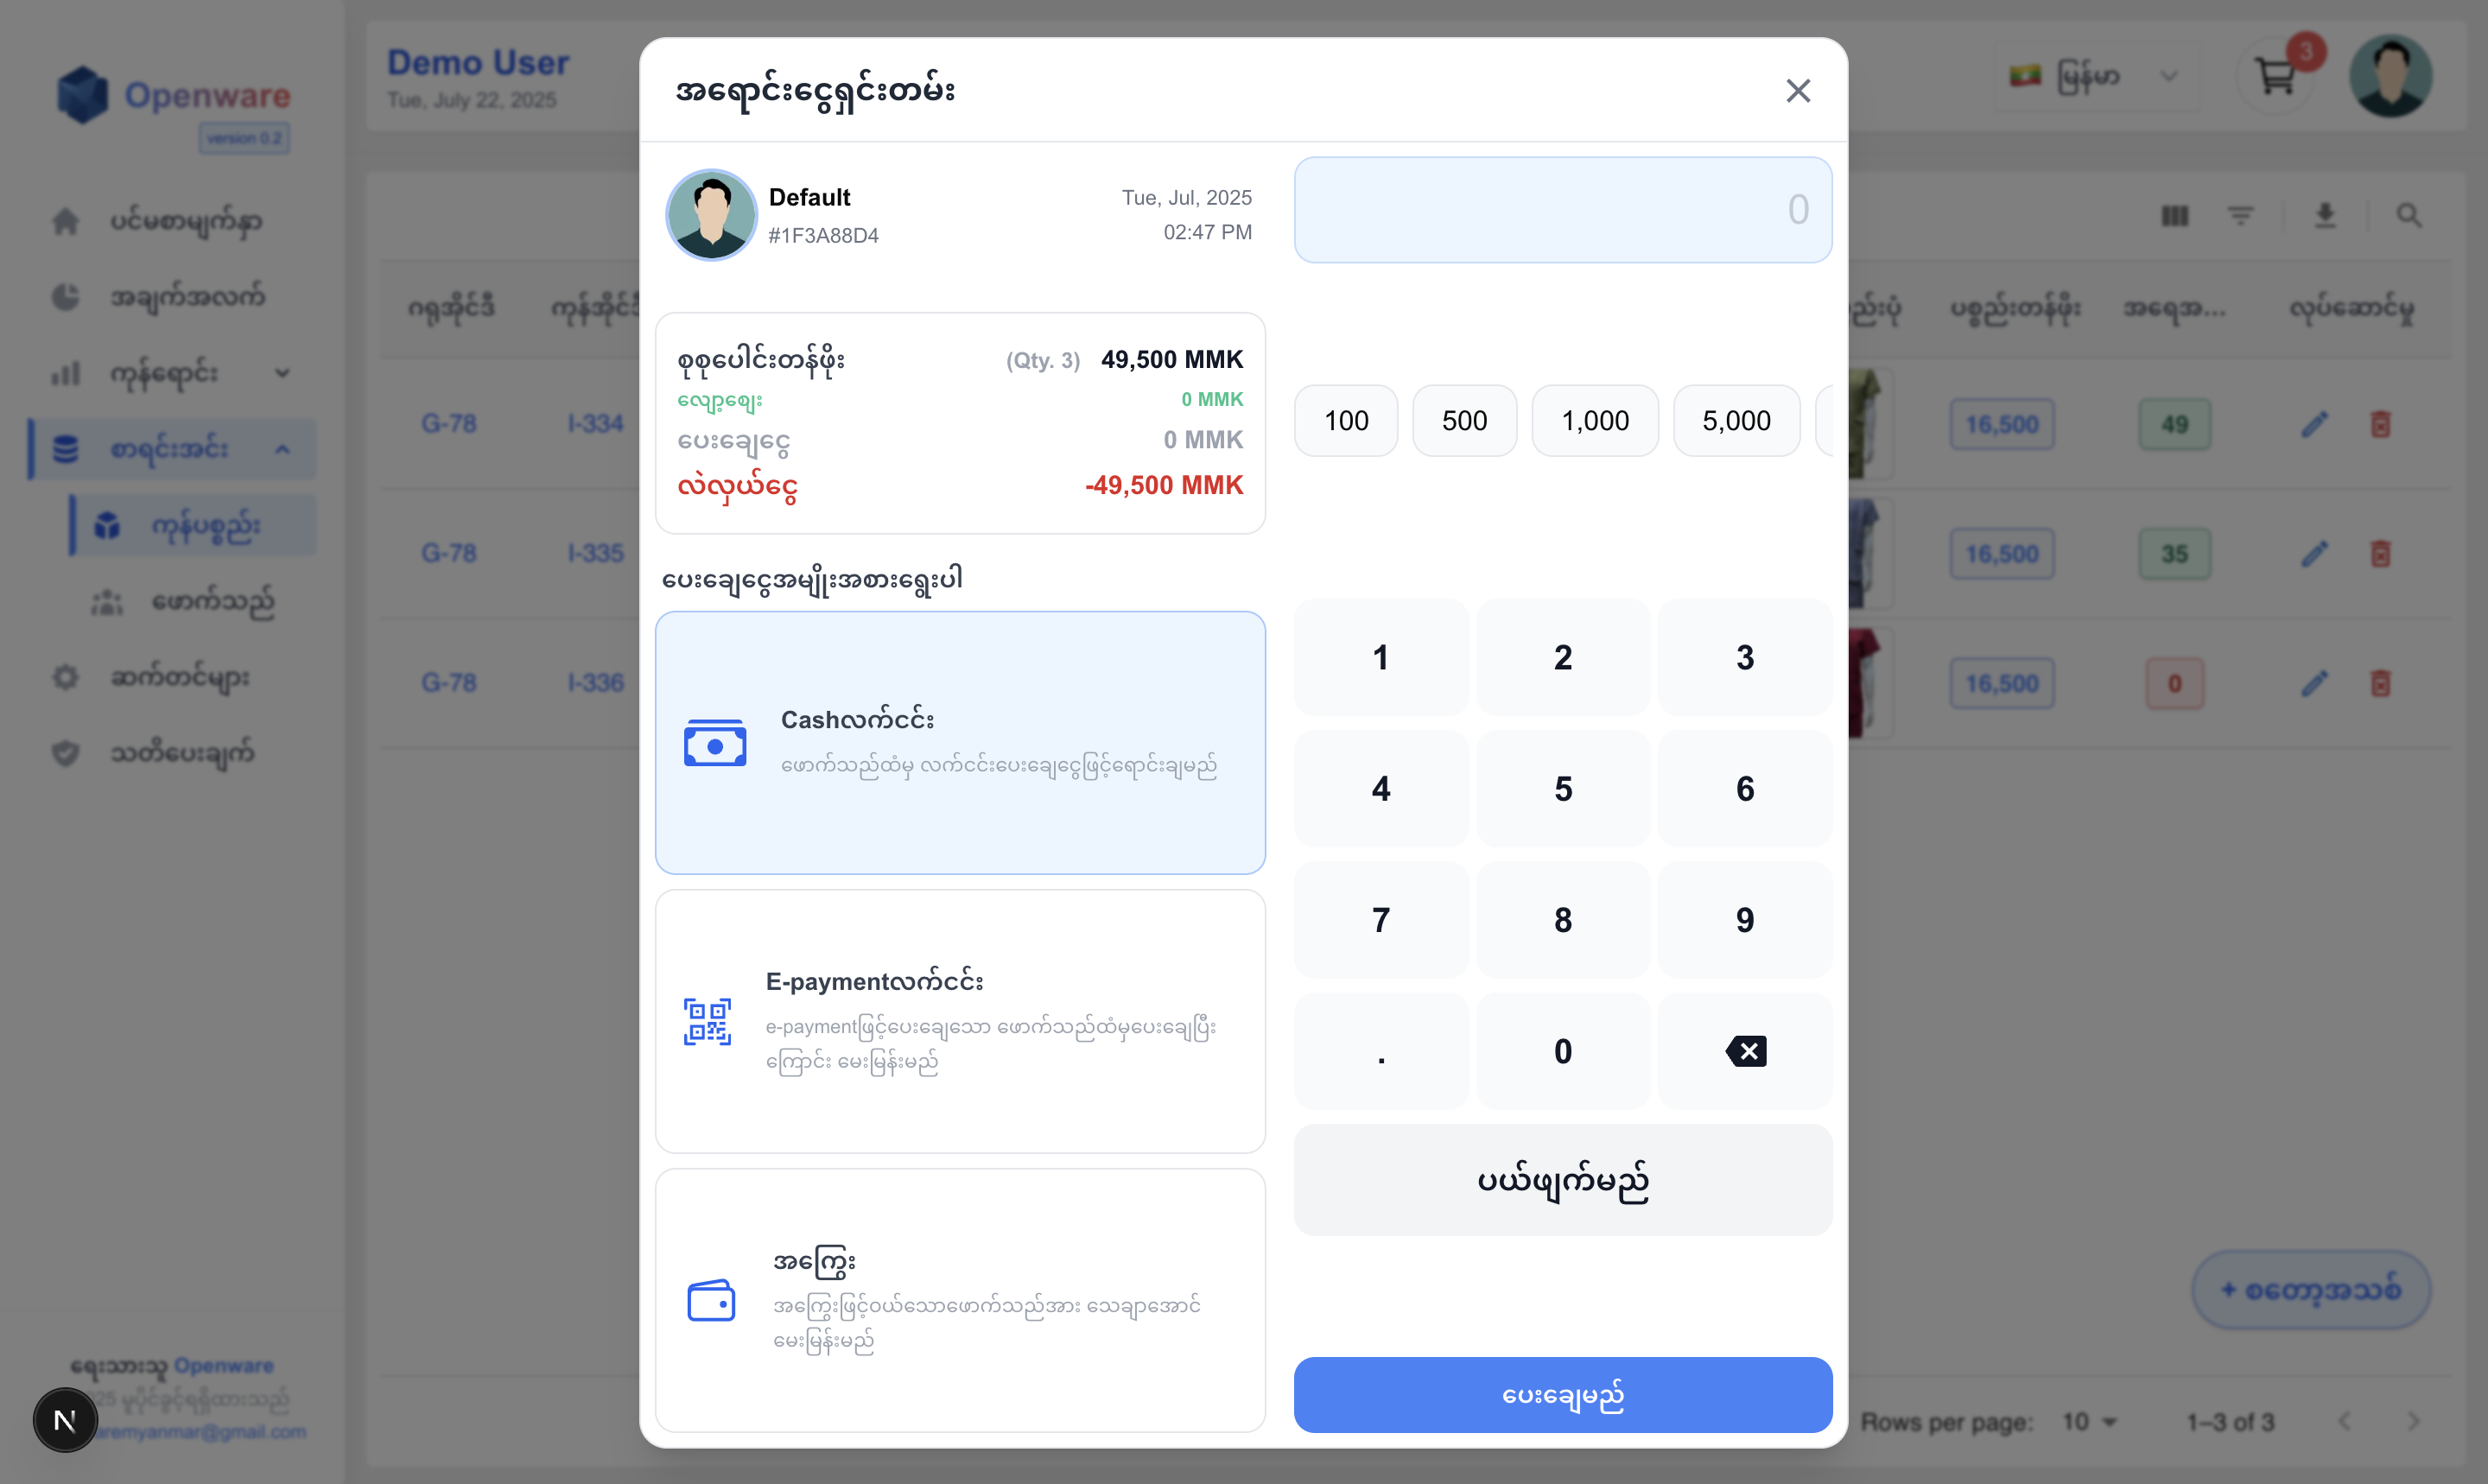 Openware
version 0.2
ပင်မစာမျက်နှာ
အချက်အလက်
ကုန်ရောင်း
စာရင်းအင်း
ကုန်ပစ္စည်း
ဖောက်သည်
ဆက်တင်များ
သတိပေးချက်
ရေးသားသူ Openware
25 မူပိုင်ခွင့်ရရှိထားသည်
aremyanmar@gmail.com
N
Demo User
Tue, July 22, 2025
မြန်မာ
3
ဂရုအိုင်ဒီ
ပစ္စည်းတန်ဖိုး
အရေအ...
လုပ်ဆောင်မှု
G-78
I-334
16,500
49
G-78
I-335
16,500
35
G-78
I-336
16,500
0
+ စတော့အသစ်
Rows per page: 10
1–3 of 3
အရောင်းငွေရှင်းတမ်း
Default
#1F3A88D4
Tue, Jul, 2025
02:47 PM
စုစုပေါင်းတန်ဖိုး (Qty. 3) 49,500 MMK
လျော့ဈေး 0 MMK
ပေးချေငွေ 0 MMK
လဲလှယ်ငွေ -49,500 MMK
ပေးချေငွေအမျိုးအစားရွေးပါ
Cashလက်ငင်း
ဖောက်သည်ထံမှ လက်ငင်းပေးချေငွေဖြင့်ရောင်းချမည်
E-paymentလက်ငင်း
e-paymentဖြင့်ပေးချေသော ဖောက်သည်ထံမှပေးချေပြီး
ကြောင်း မေးမြန်းမည်
အကြွေး
အကြွေးဖြင့်ဝယ်သောဖောက်သည်အား သေချာအောင်
မေးမြန်းမည်
0
100 500 1,000 5,000
1 2 3
4 5 6
7 8 9
. 0
ပယ်ဖျက်မည်
ပေးချေမည်